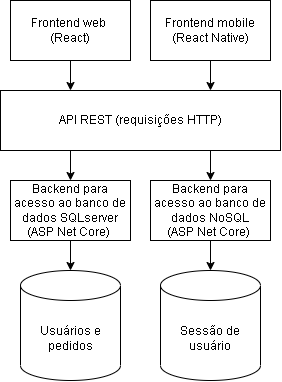 Frontend web
(React)
Frontend mobile
(React Native)
API REST (requisições HTTP)
Backend para
acesso ao banco de
dados SQLserver
(ASP Net Core)
Backend para
acesso ao banco de
dados NoSQL
(ASP Net Core)
Usuários e
pedidos
Sessão de
usuário